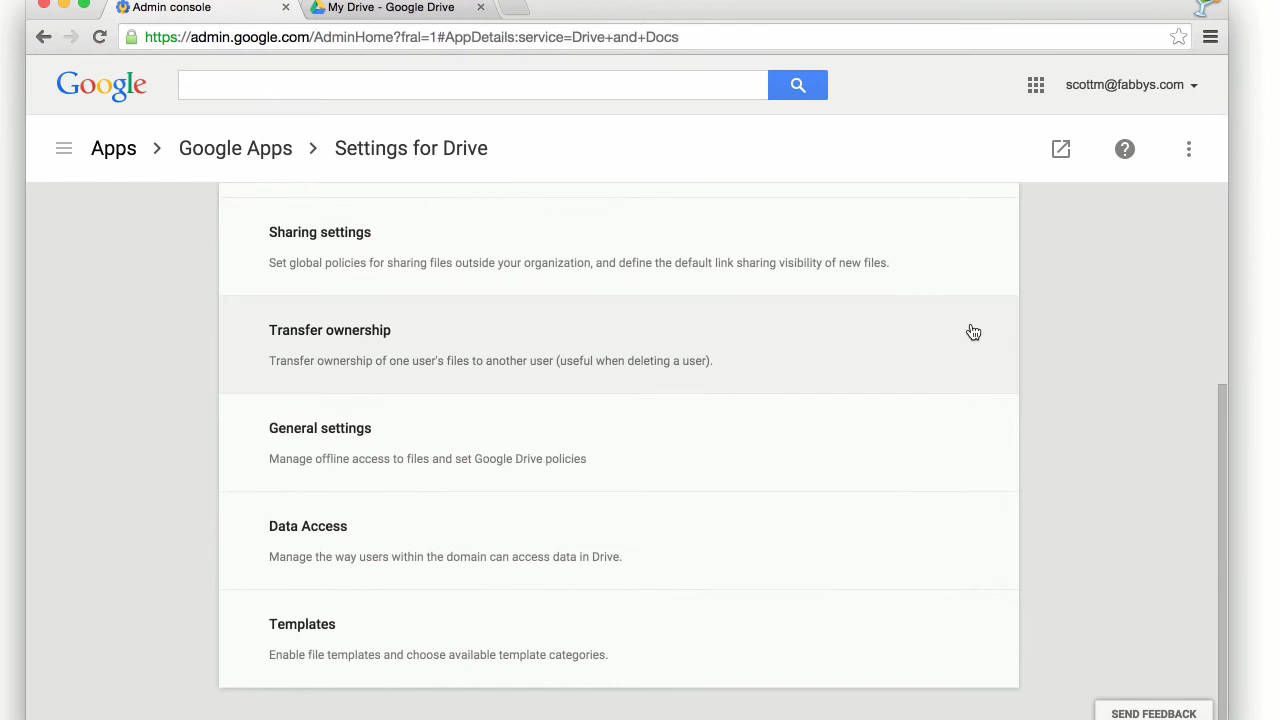 Admin console
My Drive - Google Drive
https://admin.google.com/AdminHome?fral=1#AppDetails:service=Drive+and+Docs
Google
scottm@fabbys.com
Apps > Google Apps > Settings for Drive
Sharing settings
Set global policies for sharing files outside your organization, and define the default link sharing visibility of new files.
Transfer ownership
Transfer ownership of one user's files to another user (useful when deleting a user).
General settings
Manage offline access to files and set Google Drive policies
Data Access
Manage the way users within the domain can access data in Drive.
Templates
Enable file templates and choose available template categories.
SEND FEEDBACK